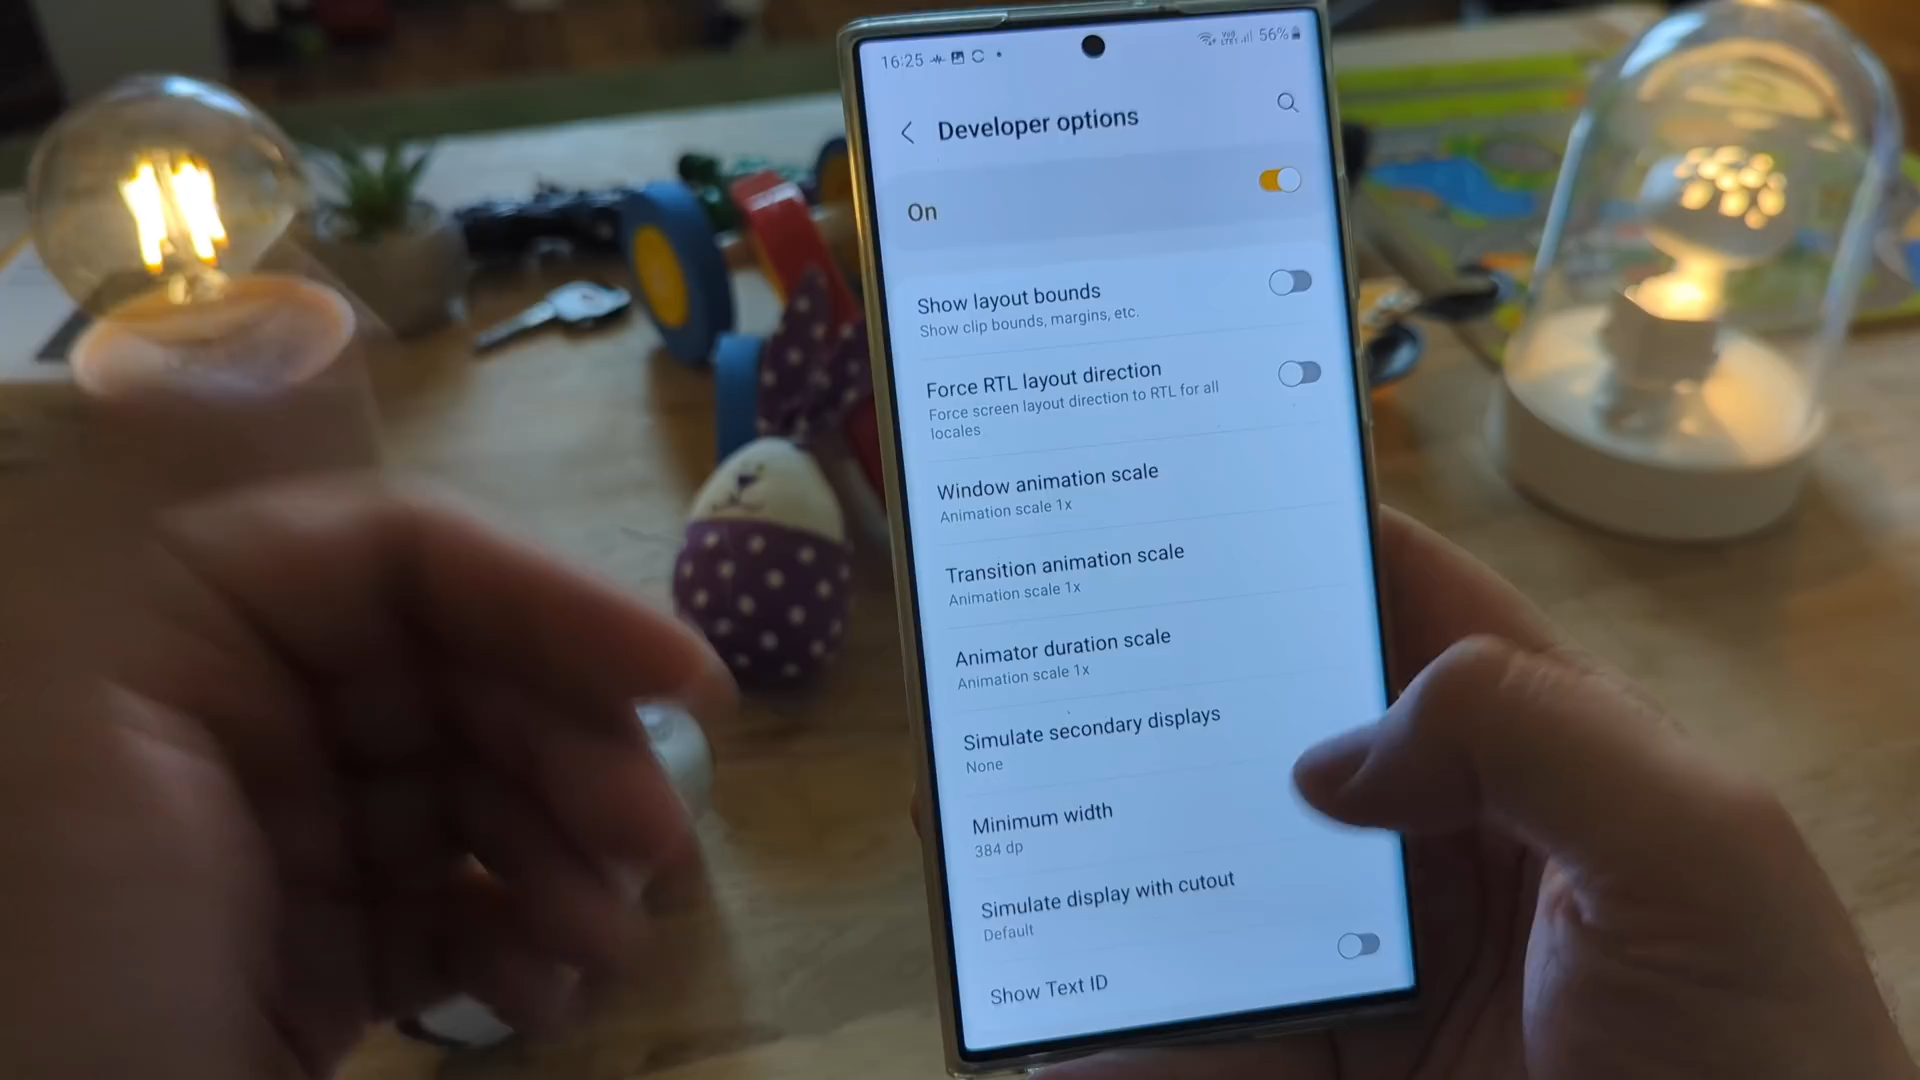 16:25
Vo))
LTE1
56%
Developer options
On
Show layout bounds
Show clip bounds, margins, etc.
Force RTL layout direction
Force screen layout direction to RTL for all
locales
Window animation scale
Animation scale 1x
Transition animation scale
Animation scale 1x
Animator duration scale
Animation scale 1x
Simulate secondary displays
None
Minimum width
384 dp
Simulate display with cutout
Default
Show Text ID